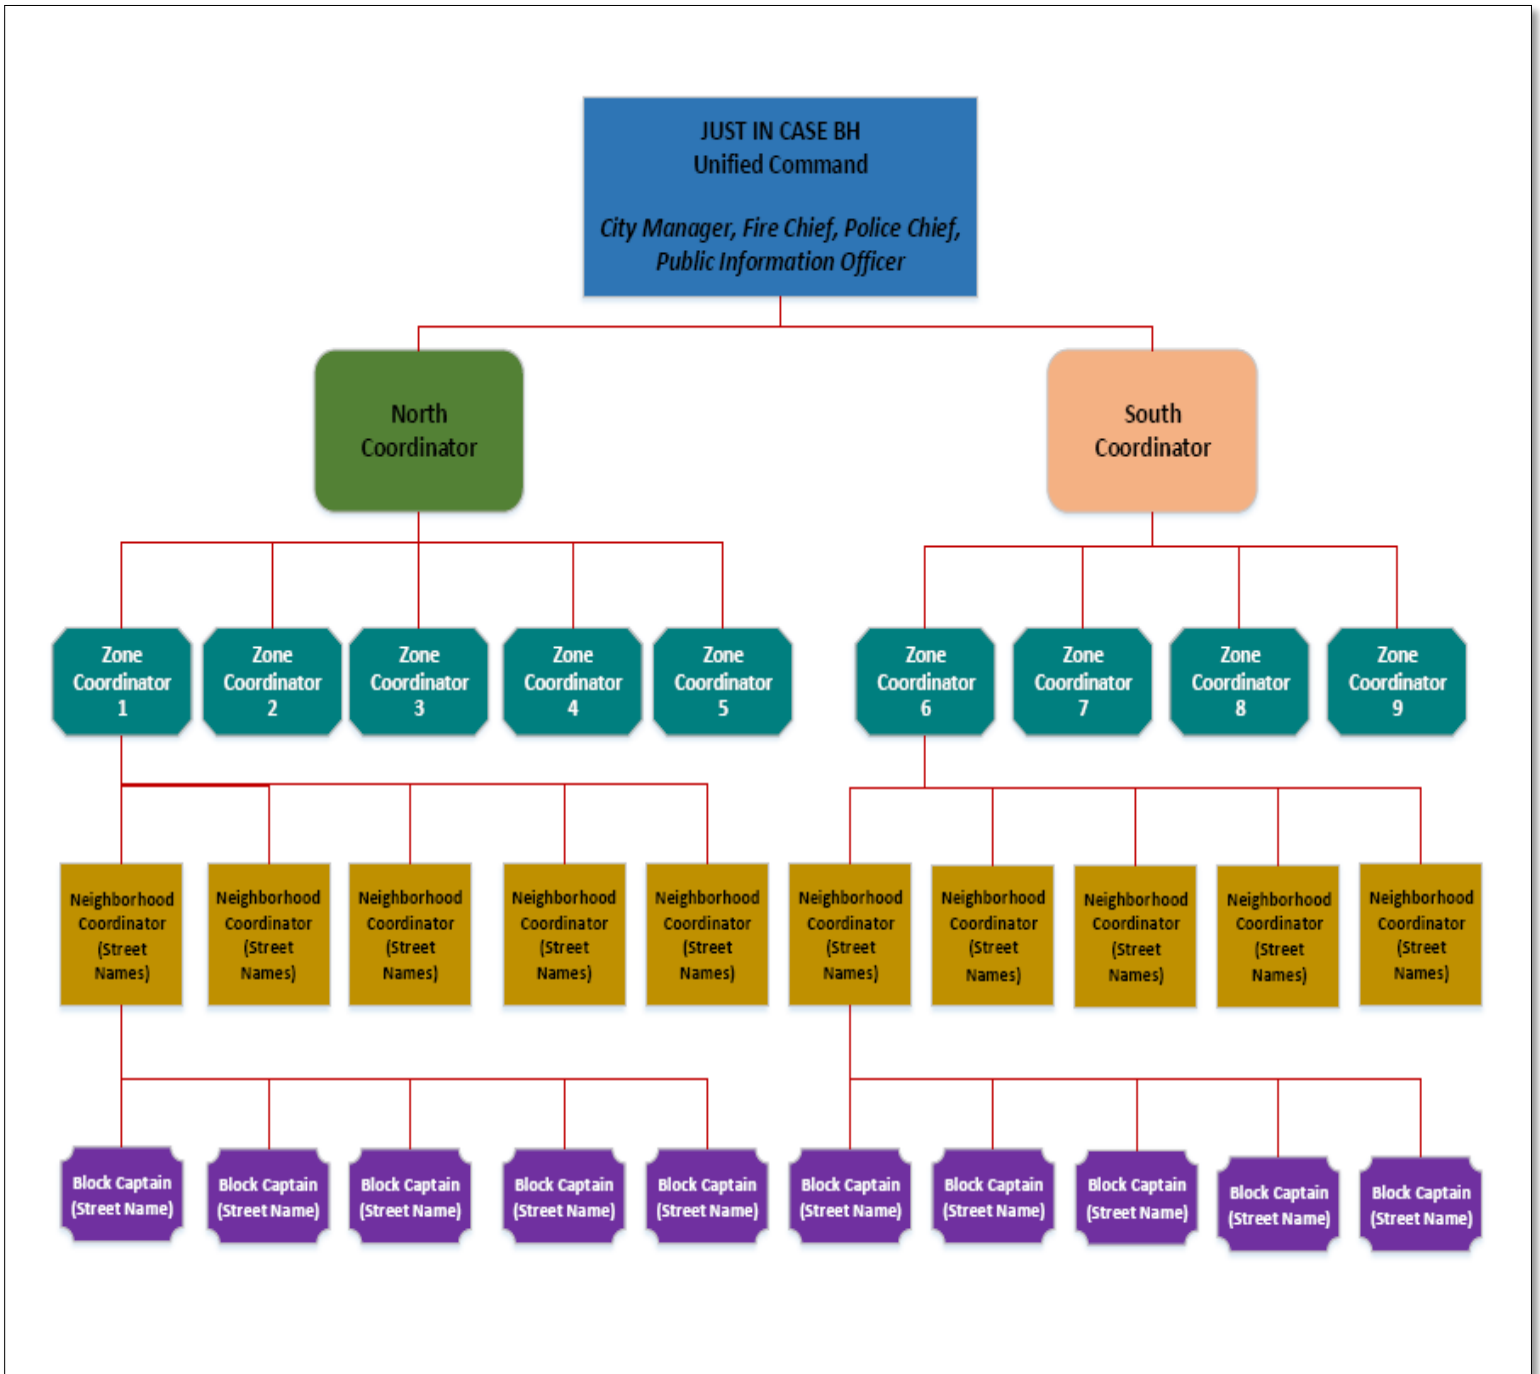 JUST IN CASE BH
Unified Command
City Manager, Fire Chief, Police Chief,
Public Information Officer
North
Coordinator
South
Coordinator
Zone
Coordinator
1
Zone
Coordinator
2
Zone
Coordinator
3
Zone
Coordinator
4
Zone
Coordinator
5
Zone
Coordinator
6
Zone
Coordinator
7
Zone
Coordinator
8
Zone
Coordinator
9
Neighborhood
Coordinator
(Street
Names)
Neighborhood
Coordinator
(Street
Names)
Neighborhood
Coordinator
(Street
Names)
Neighborhood
Coordinator
(Street
Names)
Neighborhood
Coordinator
(Street
Names)
Neighborhood
Coordinator
(Street
Names)
Neighborhood
Coordinator
(Street
Names)
Neighborhood
Coordinator
(Street
Names)
Neighborhood
Coordinator
(Street
Names)
Neighborhood
Coordinator
(Street
Names)
Block Captain
(Street Name)
Block Captain
(Street Name)
Block Captain
(Street Name)
Block Captain
(Street Name)
Block Captain
(Street Name)
Block Captain
(Street Name)
Block Captain
(Street Name)
Block Captain
(Street Name)
Block Captain
(Street Name)
Block Captain
(Street Name)